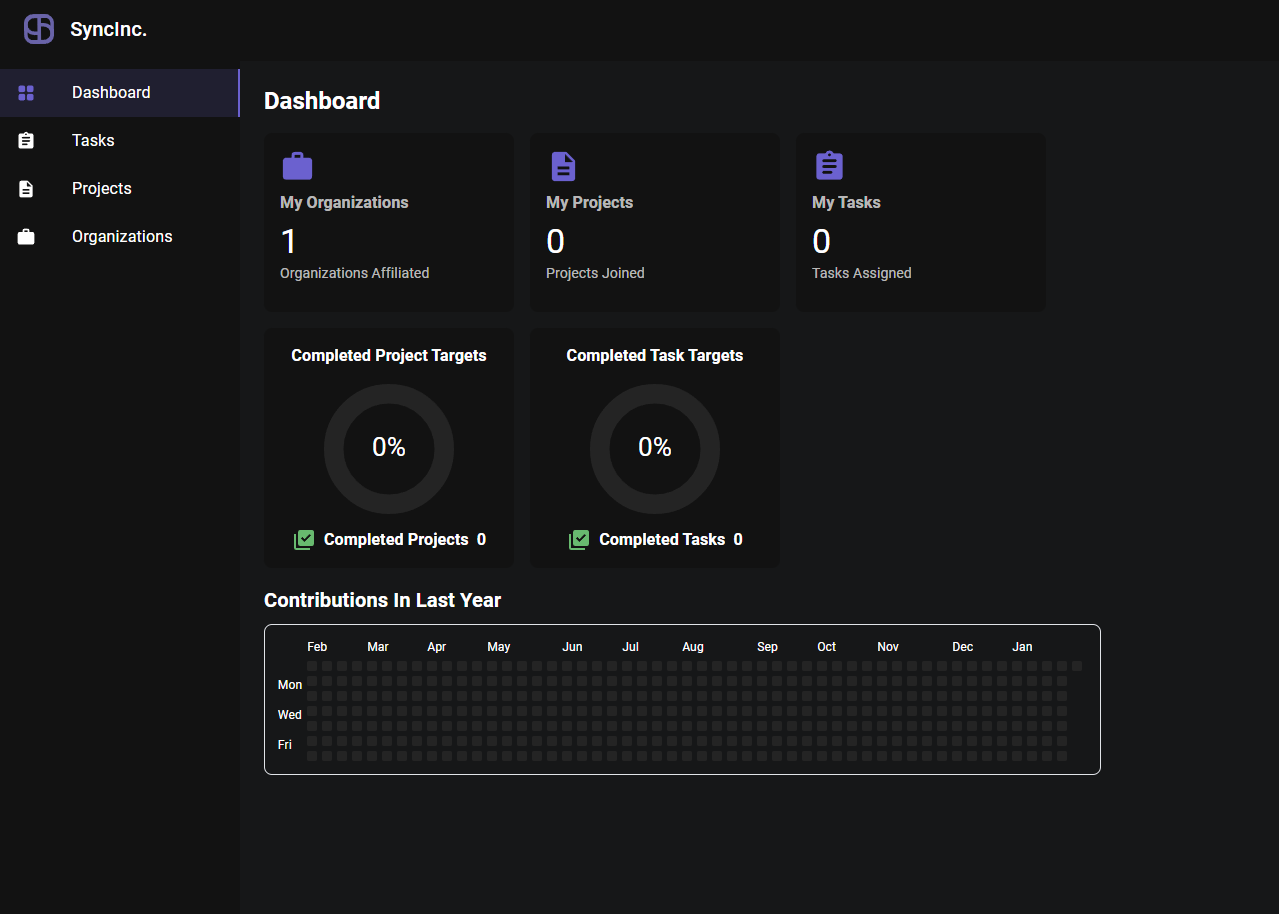 SyncInc.
Dashboard
Tasks
Projects
Organizations
Dashboard
My Organizations
1
Organizations Affiliated
My Projects
0
Projects Joined
My Tasks
0
Tasks Assigned
Completed Project Targets
0%
Completed Projects 0
Completed Task Targets
0%
Completed Tasks 0
Contributions In Last Year
Feb Mar Apr May Jun Jul Aug Sep Oct Nov Dec Jan
Mon
Wed
Fri